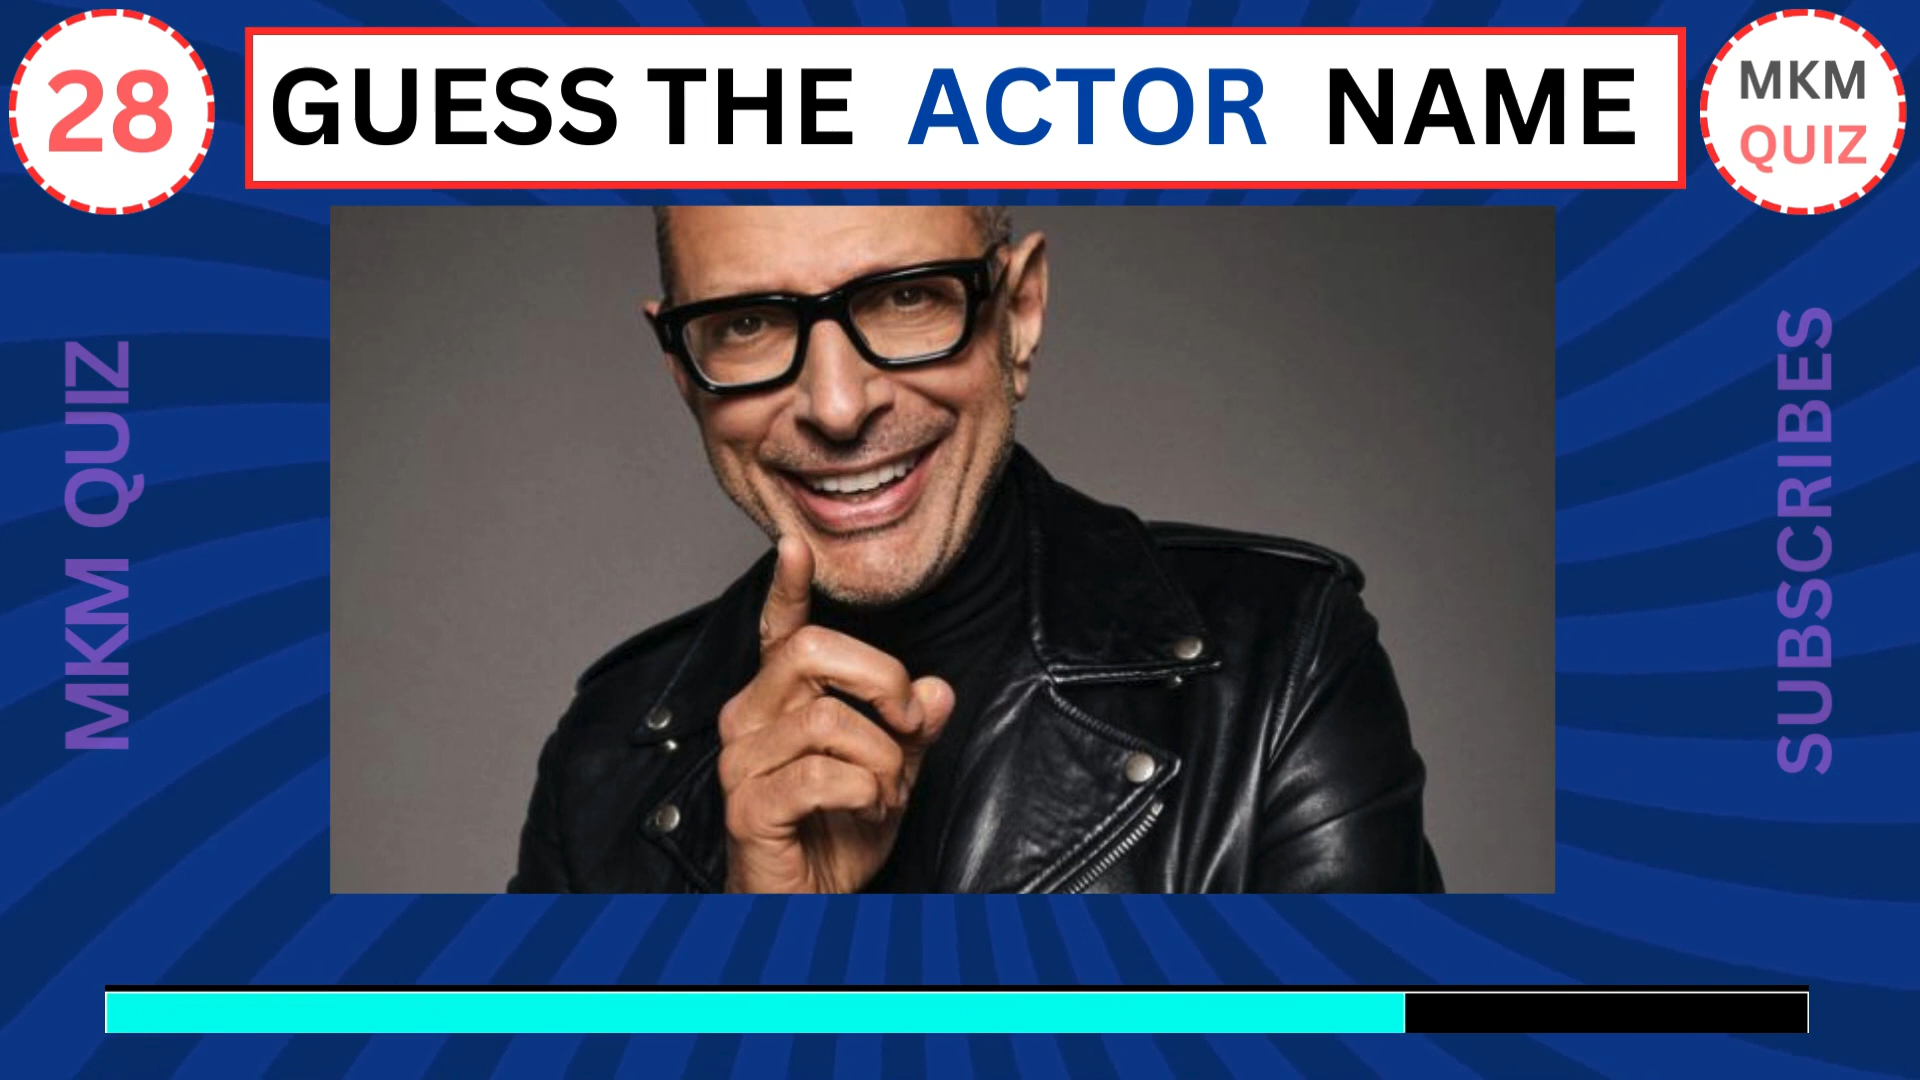 28
GUESS THE ACTOR NAME
MKM
QUIZ
MKM QUIZ
SUBSCRIBES